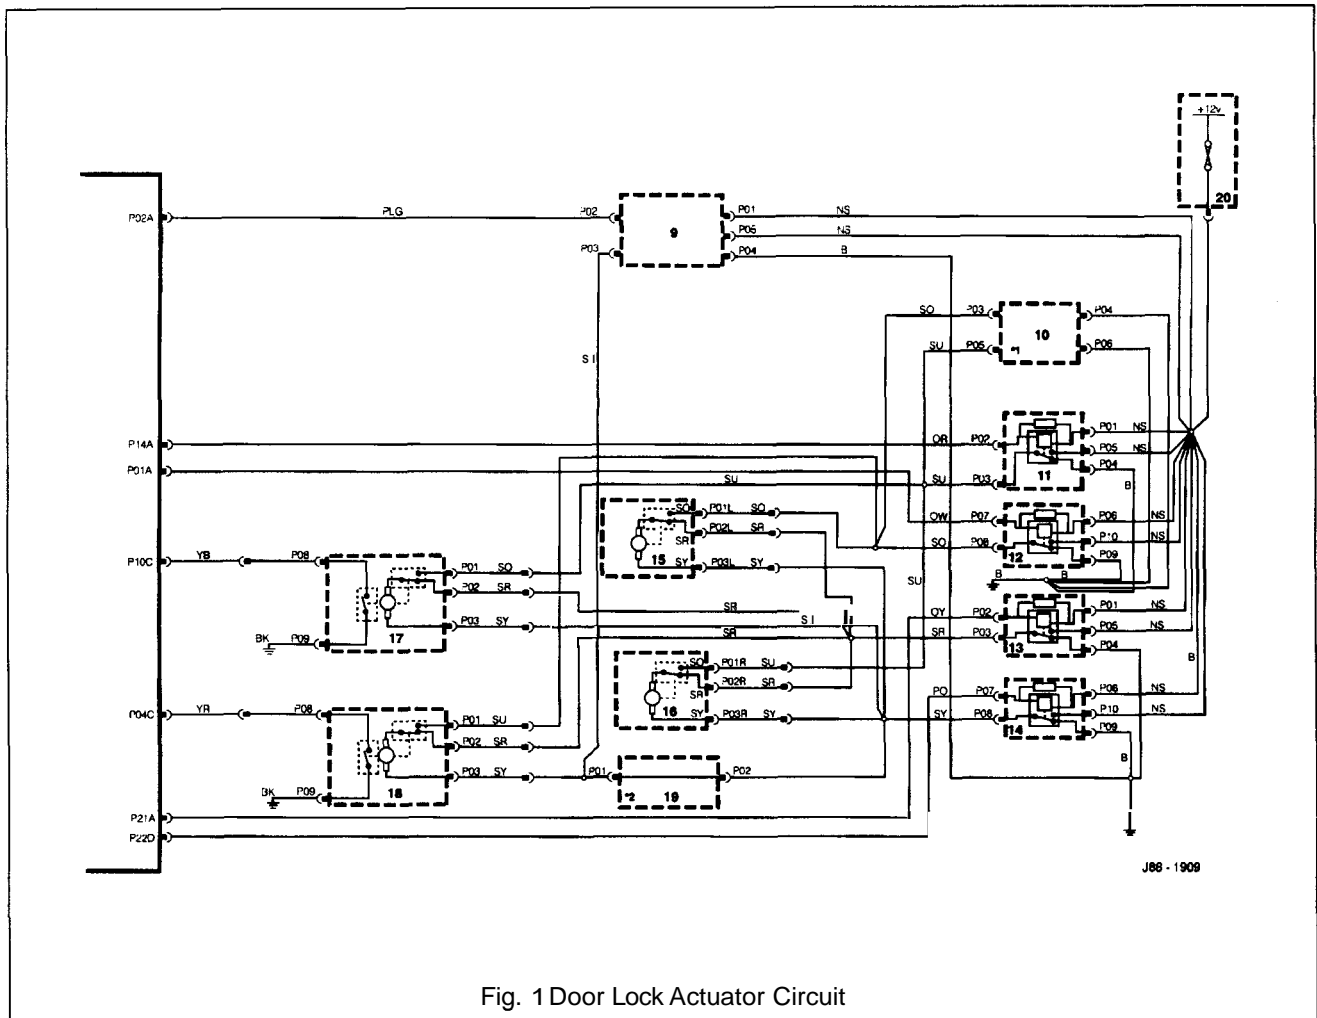 +12v
20
P02A
PLG
P02
9
P01
NS
P05
NS
P03
P04
B
SO
P03
10
P04
SU
P05
*1
P06
S I
P14A
OR
P02
P01
NS
P05
NS
P01A
SU
SU
P03
11
P04
B
SO
P01L
SO
OW
P07
P06
NS
P02L
SR
SR
15
P10
NS
SO
P08
12
P09
SY
P03L
SY
P10C
YB
P08
P01
SO
B
B
P02
SR
SU
SR
S I
OY
P02
P01
NS
P03
SY
17
BK
P09
SR
SR
P03
13
P05
NS
P04
B
SO
P01R
SU
SR
P02R
SR
16
SY
P03R
SY
PO
P07
P06
NS
SY
P08
14
P10
NS
P09
B
P04C
YR
P08
P01
SU
P02
SR
P03
SY
18
BK
P09
P01
P02
*2
19
P21A
P22D
J86 - 1909
Fig. 1 Door Lock Actuator Circuit